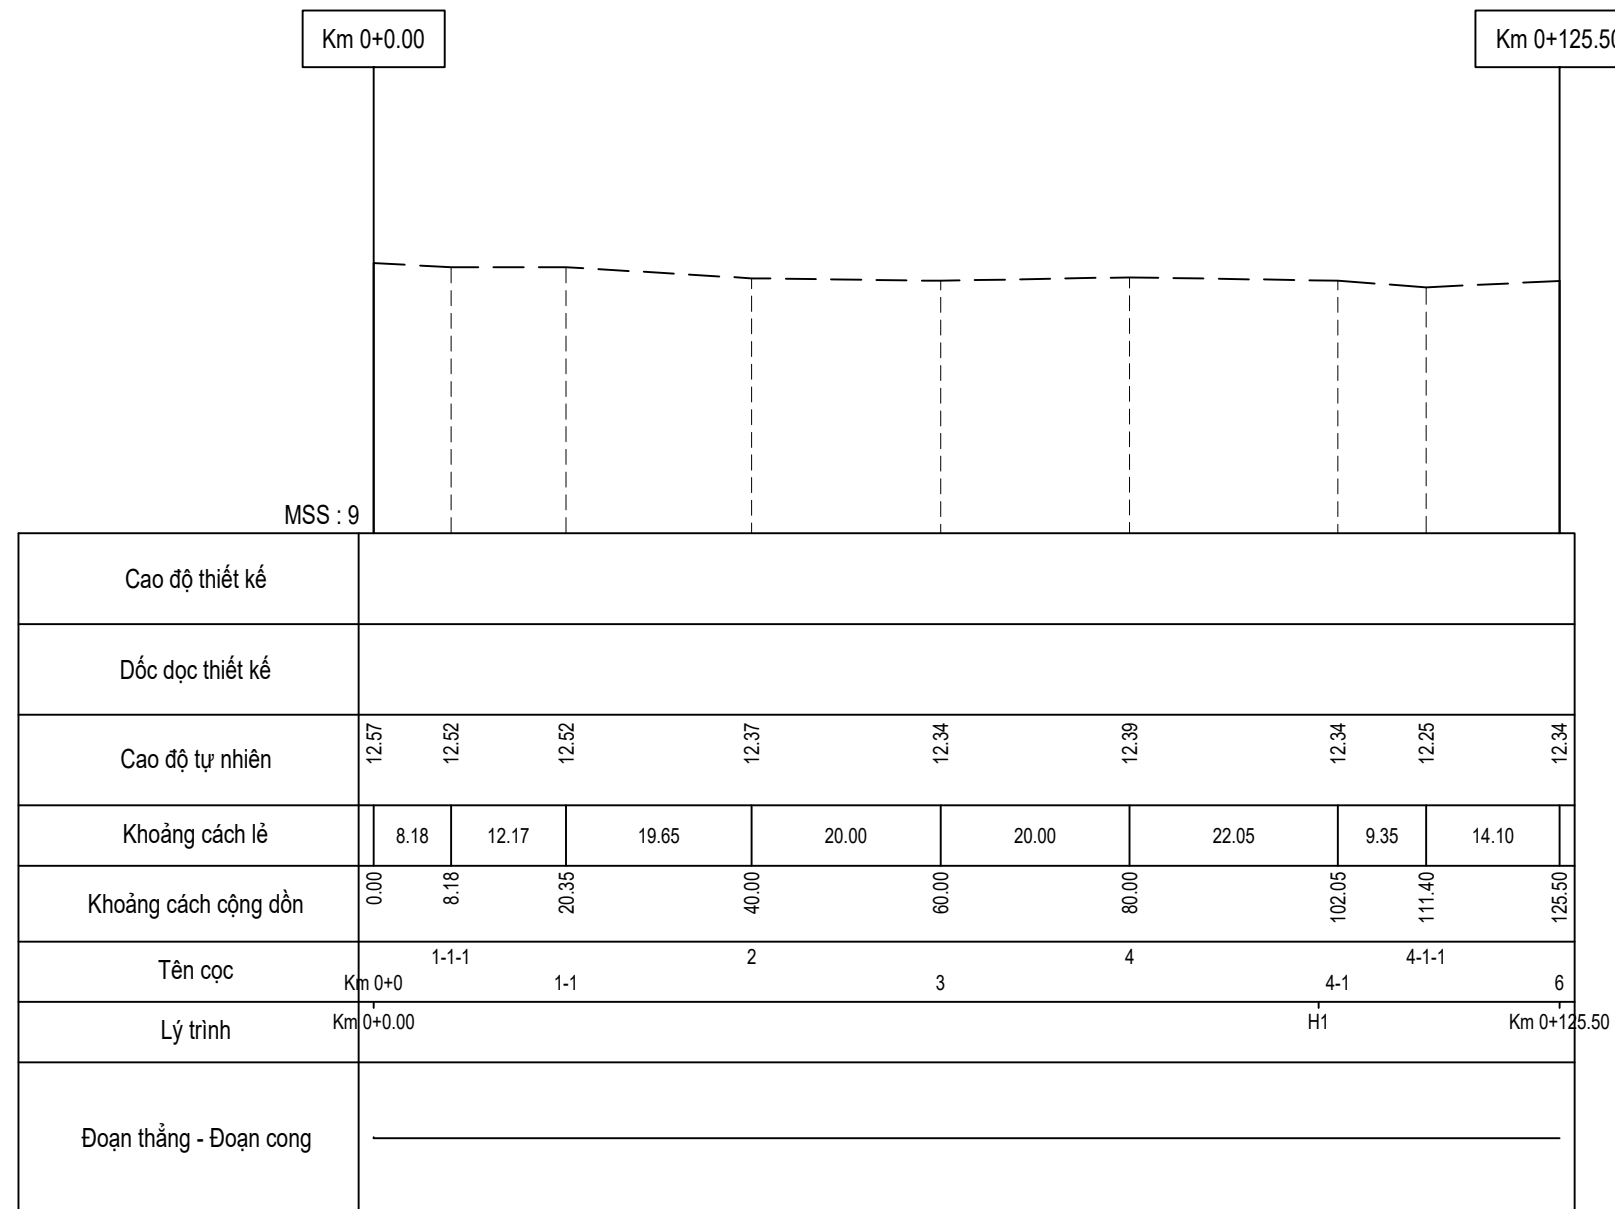 Km 0+0.00
Km 0+125.50
MSS : 9
Cao độ thiết kế
Dốc dọc thiết kế
Cao độ tự nhiên
12.57 12.52 12.52 12.37 12.34 12.39 12.34 12.25 12.34
Khoảng cách lẻ
8.18 12.17 19.65 20.00 20.00 22.05 9.35 14.10
Khoảng cách cộng dồn
0.00 8.18 20.35 40.00 60.00 80.00 102.05 111.40 125.50
Tên cọc
Km 0+0 1-1-1 1-1 2 3 4 4-1 4-1-1 6
Lý trình
Km 0+0.00 H1 Km 0+125.50
Đoạn thẳng - Đoạn cong